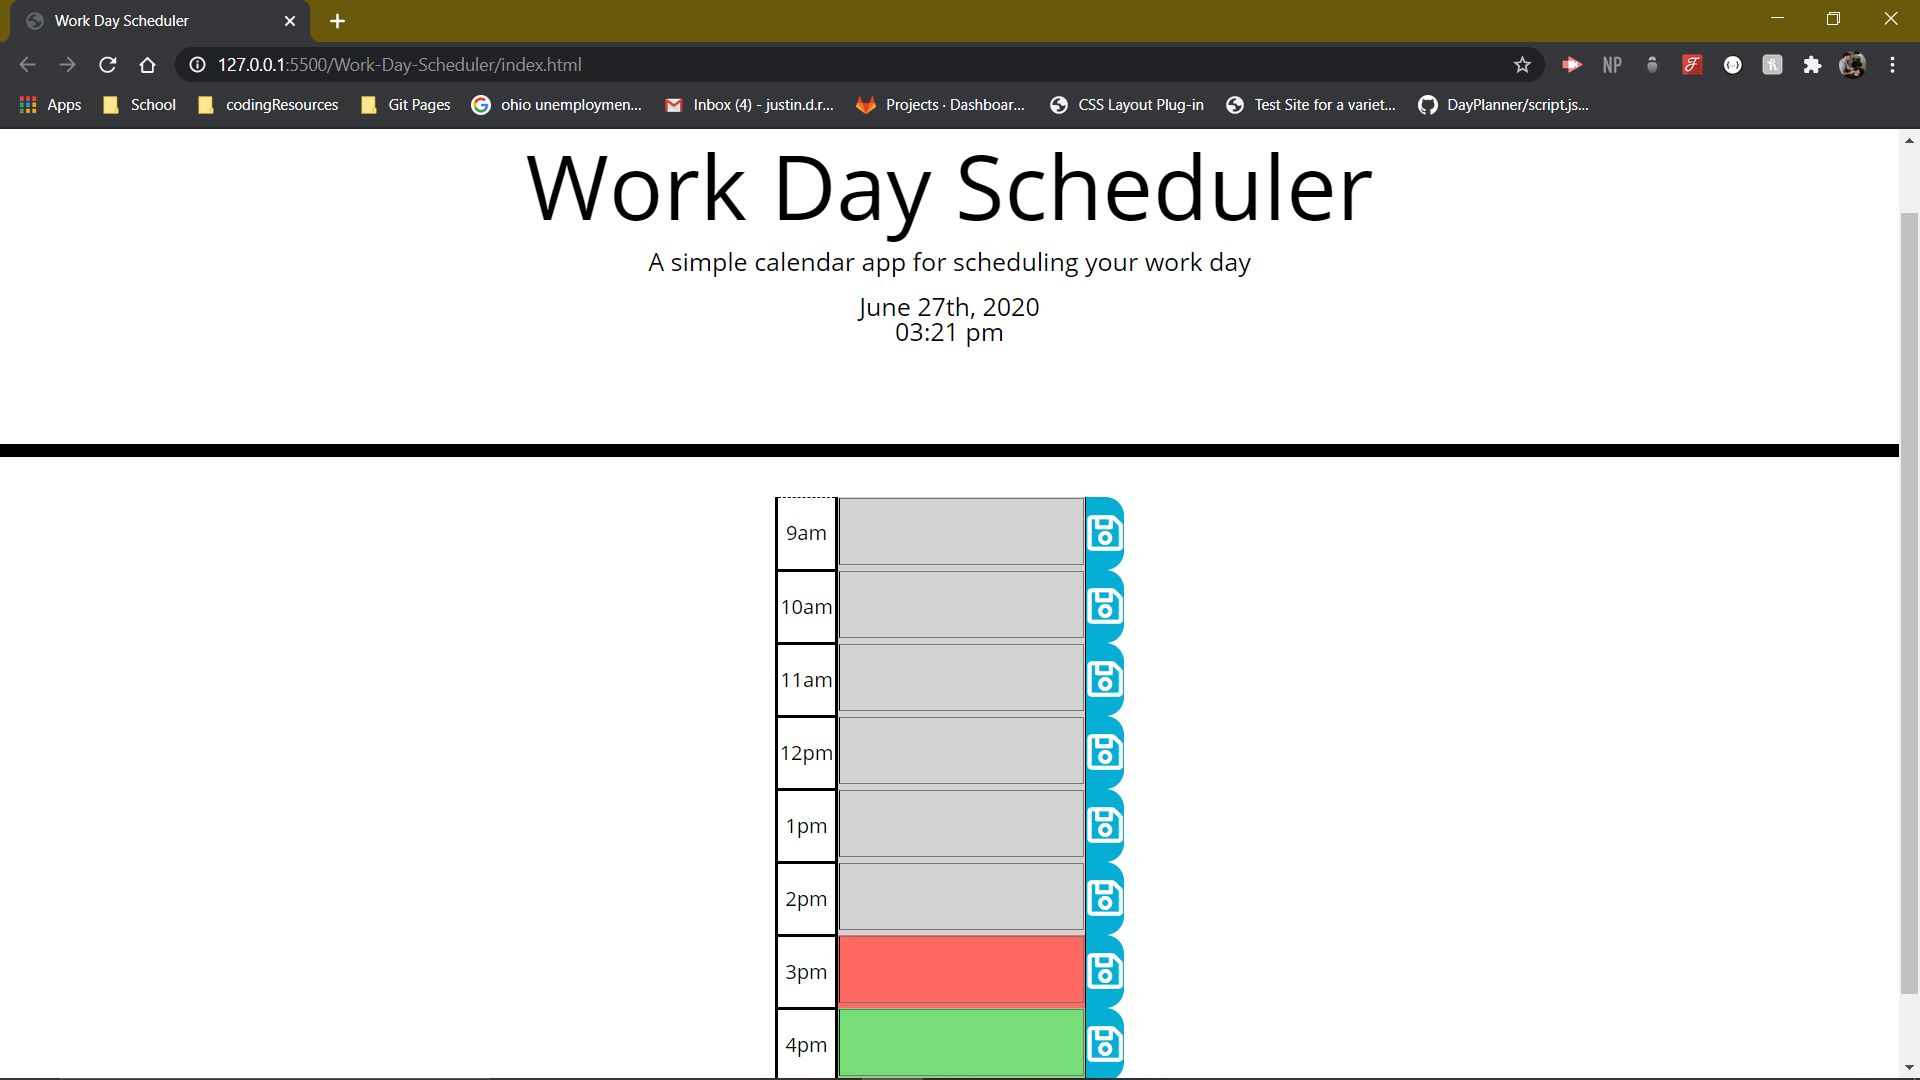 Work Day Scheduler
127.0.0.1:5500/Work-Day-Scheduler/index.html
NP
Apps School codingResources Git Pages ohio unemploymen... Inbox (4) - justin.d.r... Projects · Dashboar... CSS Layout Plug-in Test Site for a variet... DayPlanner/script.js...
Work Day Scheduler
A simple calendar app for scheduling your work day
June 27th, 2020
03:21 pm
9am
10am
11am
12pm
1pm
2pm
3pm
4pm